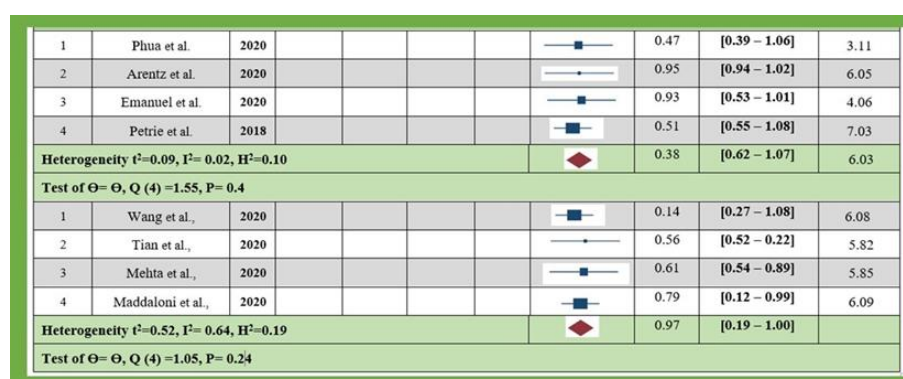 1 Phua et al. 2020 0.47 [0.39 – 1.06] 3.11
2 Arentz et al. 2020 0.95 [0.94 – 1.02] 6.05
3 Emanuel et al. 2020 0.93 [0.53 – 1.01] 4.06
4 Petrie et al. 2018 0.51 [0.55 – 1.08] 7.03
Heterogeneity t²=0.09, I²= 0.02, H²=0.10 0.38 [0.62 – 1.07] 6.03
Test of Ө= Ө, Q (4) =1.55, P= 0.4
1 Wang et al., 2020 0.14 [0.27 – 1.08] 6.08
2 Tian et al., 2020 0.56 [0.52 – 0.22] 5.82
3 Mehta et al., 2020 0.61 [0.54 – 0.89] 5.85
4 Maddaloni et al., 2020 0.79 [0.12 – 0.99] 6.09
Heterogeneity t²=0.52, I²= 0.64, H²=0.19 0.97 [0.19 – 1.00]
Test of Ө= Ө, Q (4) =1.05, P= 0.24